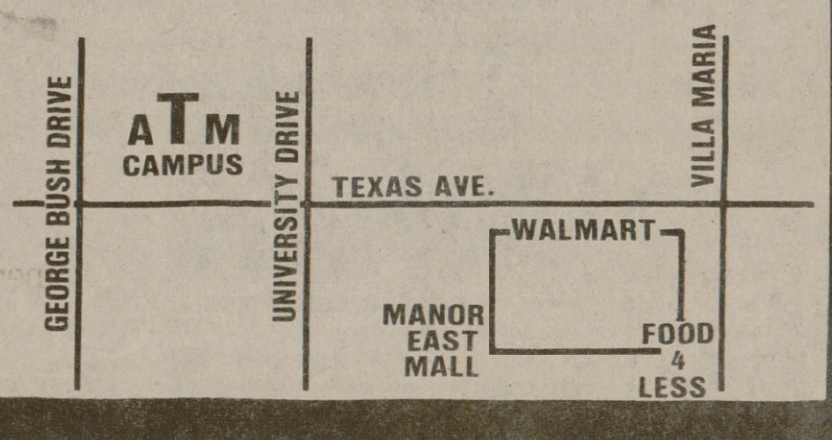 GEORGE BUSH DRIVE
ATM
CAMPUS
UNIVERSITY DRIVE
TEXAS AVE.
VILLA MARIA
WALMART
MANOR
EAST
MALL
FOOD
4
LESS